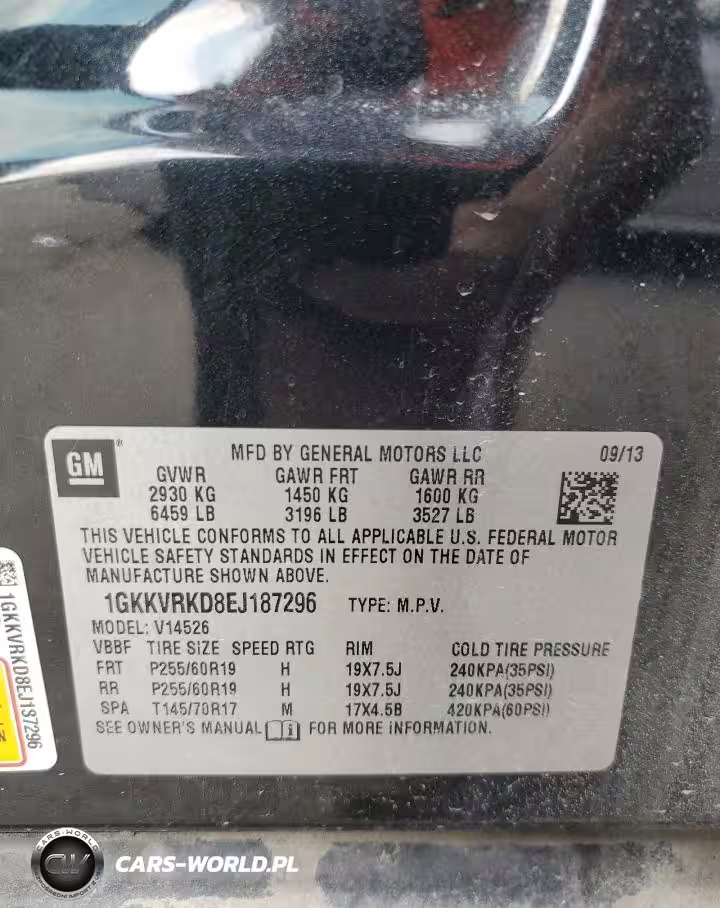 GM ®
MFD BY GENERAL MOTORS LLC 09/13
GVWR GAWR FRT GAWR RR
2930 KG 1450 KG 1600 KG
6459 LB 3196 LB 3527 LB
THIS VEHICLE CONFORMS TO ALL APPLICABLE U.S. FEDERAL MOTOR
VEHICLE SAFETY STANDARDS IN EFFECT ON THE DATE OF
MANUFACTURE SHOWN ABOVE.
1GKKVRKD8EJ187296 TYPE: M.P.V.
MODEL: V14526
VBBF TIRE SIZE SPEED RTG RIM COLD TIRE PRESSURE
FRT P255/60R19 H 19X7.5J 240KPA(35PSI)
RR P255/60R19 H 19X7.5J 240KPA(35PSI)
SPA T145/70R17 M 17X4.5B 420KPA(60PSI)
SEE OWNER'S MANUAL FOR MORE INFORMATION.
1GKKVRKD8EJ187296
CARS-WORLD
CW
CARS-WORLD.PL